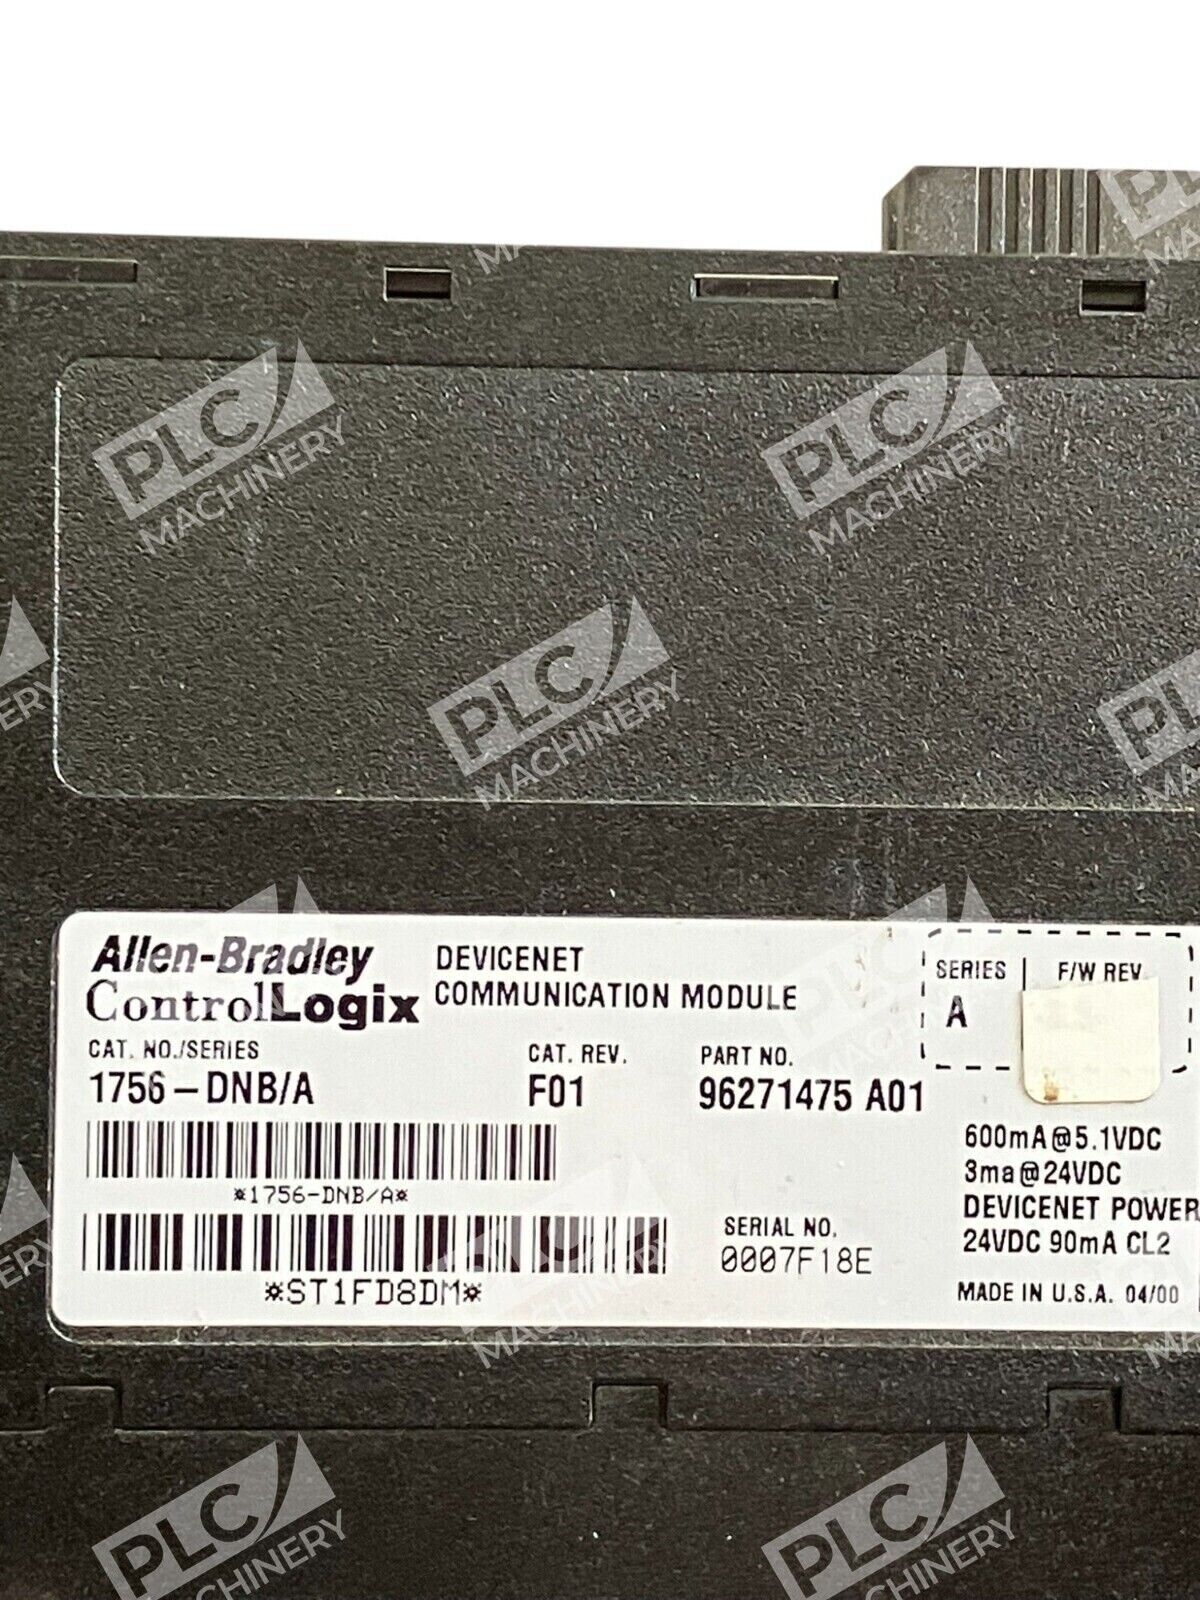 Allen-Bradley
ControlLogix
DEVICENET
COMMUNICATION MODULE
SERIES
F/W REV
A
CAT. NO./SERIES
CAT. REV.
PART NO.
1756-DNB/A
F01
96271475 A01
*1756-DNB/A*
600mA@5.1VDC
3ma@24VDC
DEVICENET POWER
24VDC 90mA CL2
SERIAL NO.
0007F18E
*ST1FD8DM*
MADE IN U.S.A. 04/00
PLC
MACHINERY
PLC
MACHINERY
PLC
MACHINERY
PLC
MACHINERY
PLC
MACHINERY